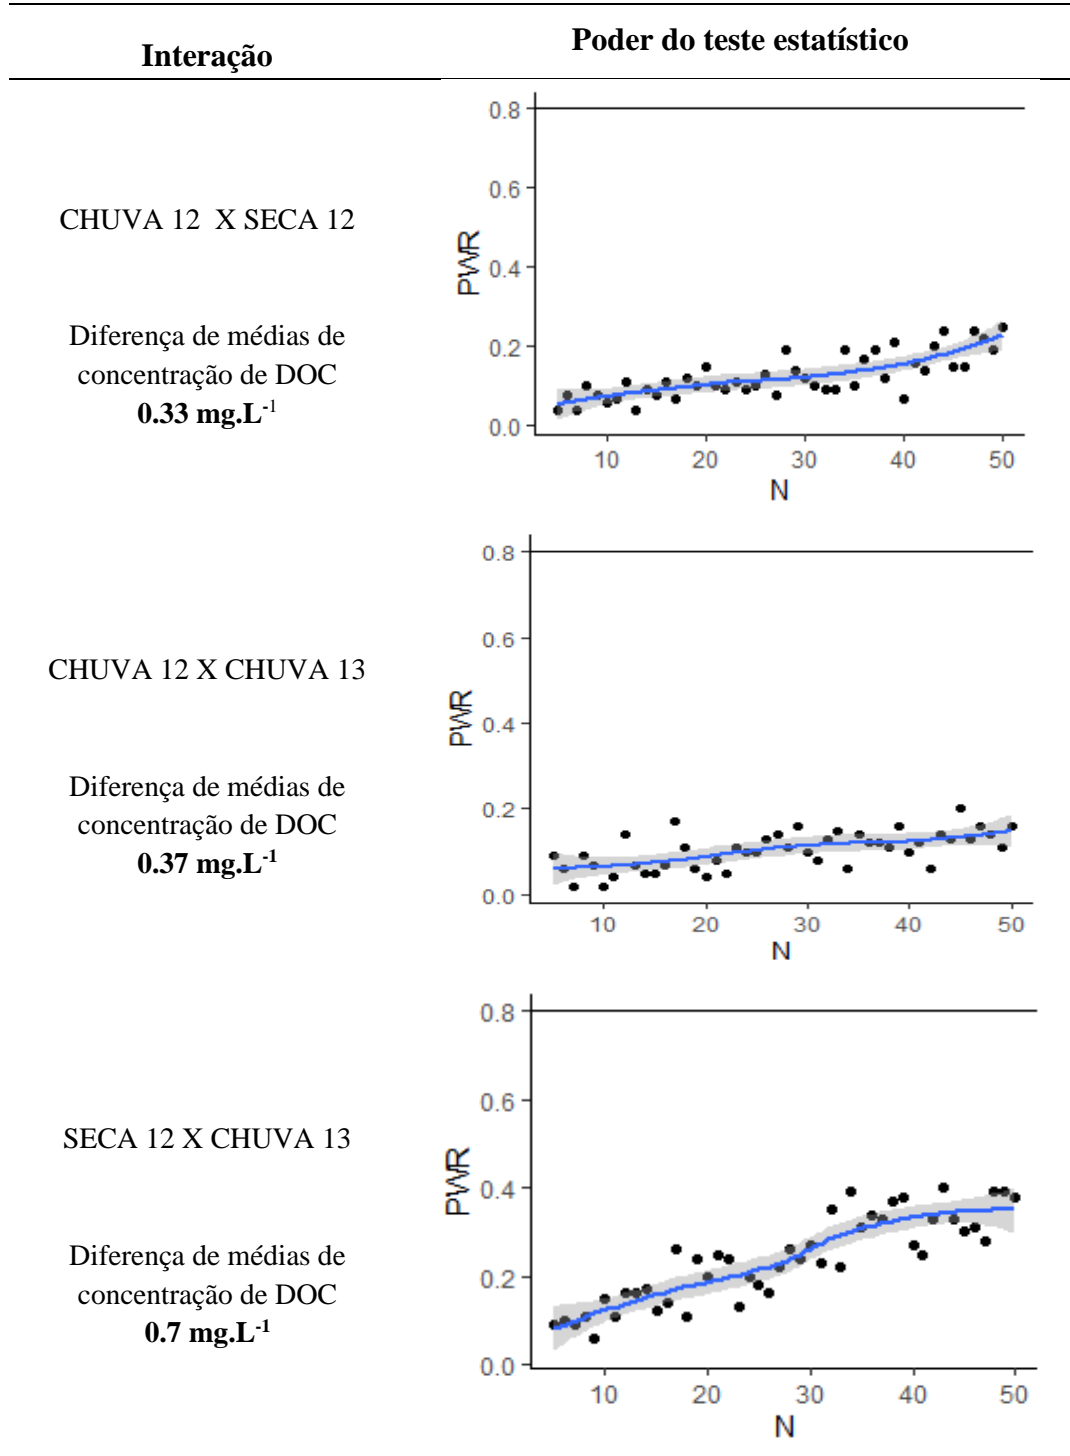 Interação
Poder do teste estatístico
CHUVA 12  X SECA 12
Diferença de médias de
concentração de DOC
0.33 mg.L-1
0.8
0.6
0.4
0.2
0.0
PWR
10 20 30 40 50
N
CHUVA 12 X CHUVA 13
Diferença de médias de
concentração de DOC
0.37 mg.L-1
0.8
0.6
0.4
0.2
0.0
PWR
10 20 30 40 50
N
SECA 12 X CHUVA 13
Diferença de médias de
concentração de DOC
0.7 mg.L-1
0.8
0.6
0.4
0.2
0.0
PWR
10 20 30 40 50
N